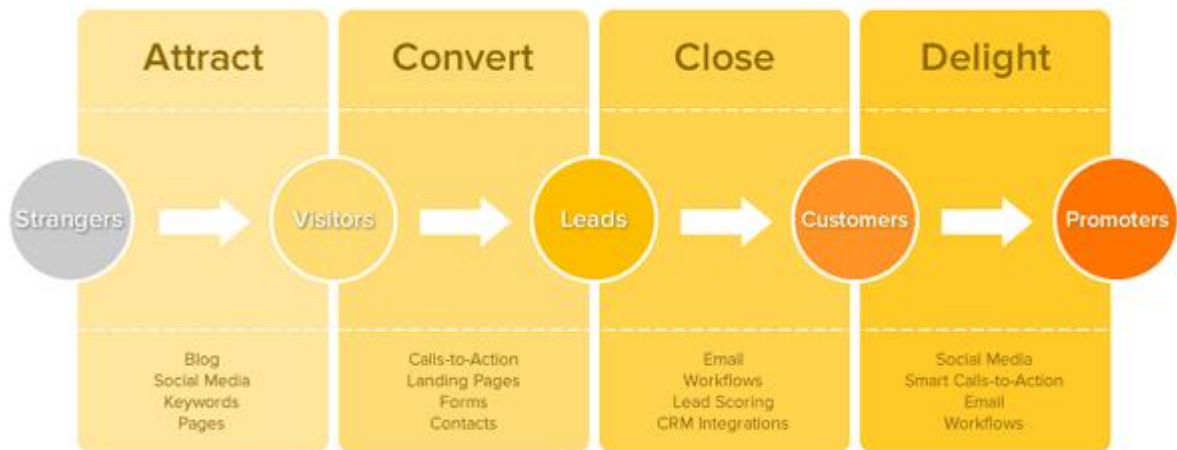 Attract
Convert
Close
Delight
Strangers
Visitors
Leads
Customers
Promoters
Blog
Social Media
Keywords
Pages
Calls-to-Action
Landing Pages
Forms
Contacts
Email
Workflows
Lead Scoring
CRM Integrations
Social Media
Smart Calls-to-Action
Email
Workflows